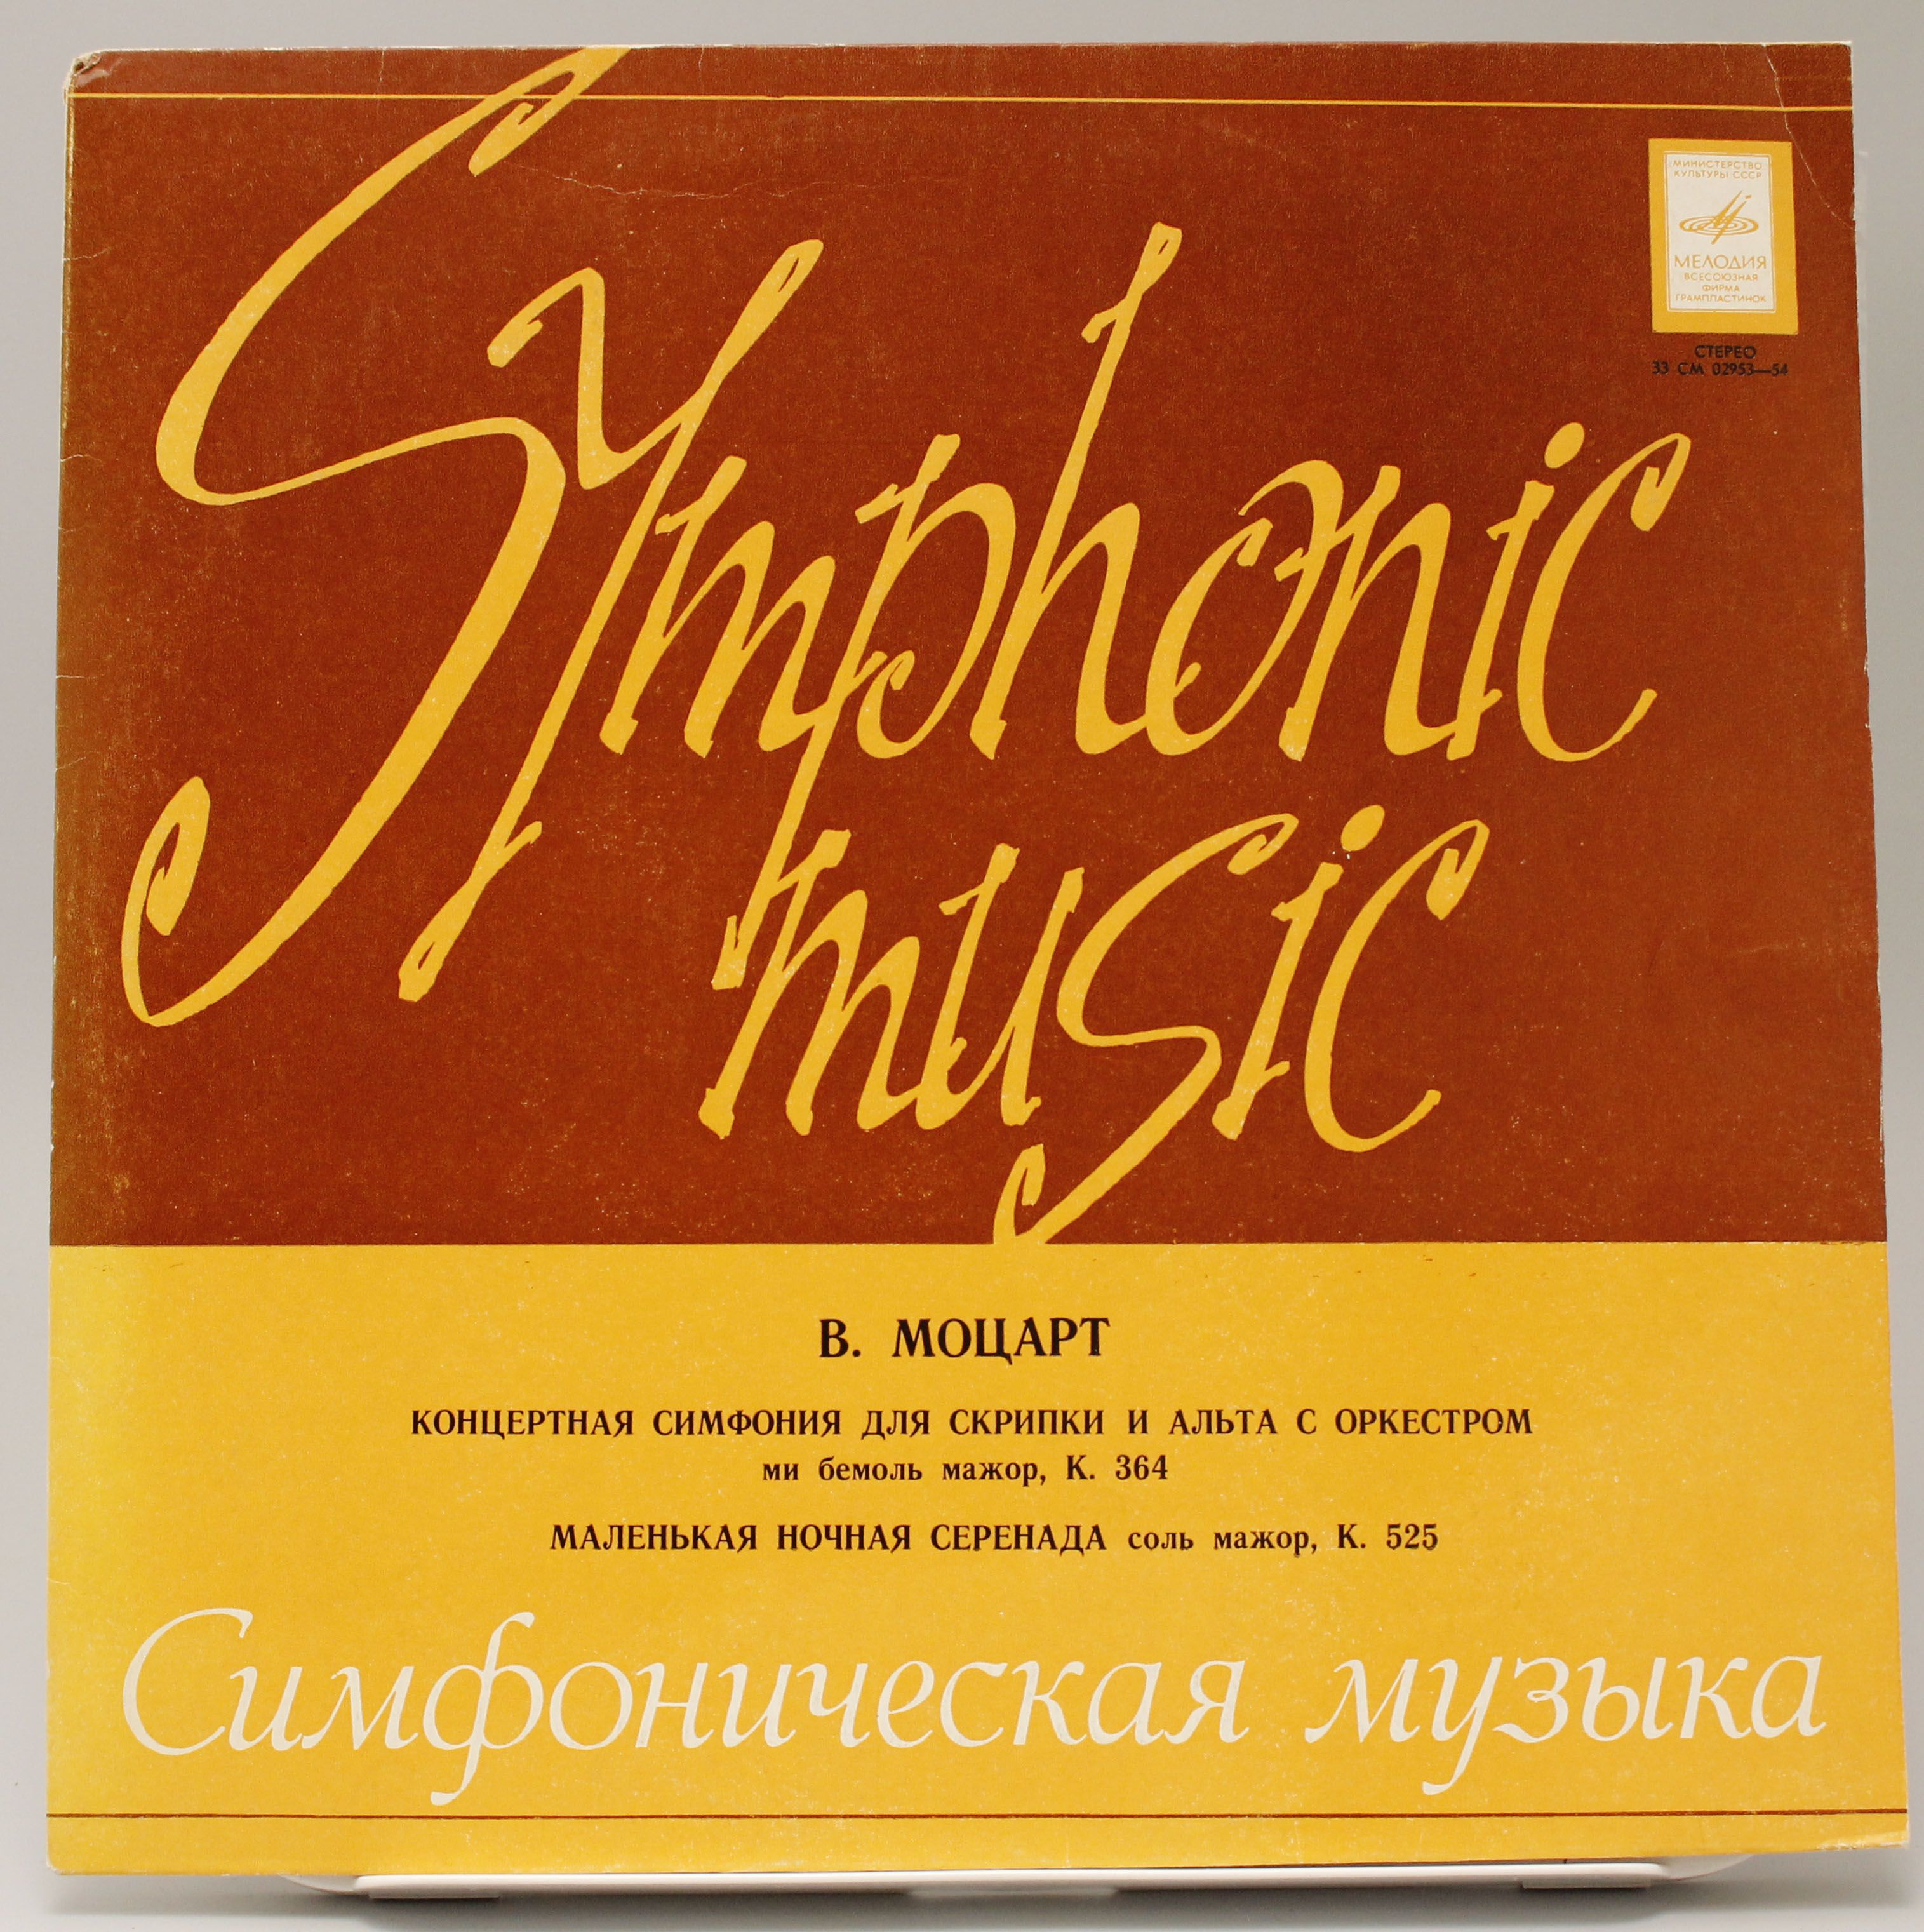 Symphonic
music
МИНИСТЕРСТВО
КУЛЬТУРЫ СССР
МЕЛОДИЯ
ВСЕСОЮЗНАЯ
ФИРМА
ГРАМПЛАСТИНОК
СТЕРЕО
33 СМ 02953—54
В. МОЦАРТ
КОНЦЕРТНАЯ СИМФОНИЯ ДЛЯ СКРИПКИ И АЛЬТА С ОРКЕСТРОМ
ми бемоль мажор, К. 364
МАЛЕНЬКАЯ НОЧНАЯ СЕРЕНАДА соль мажор, К. 525
Симфоническая музыка